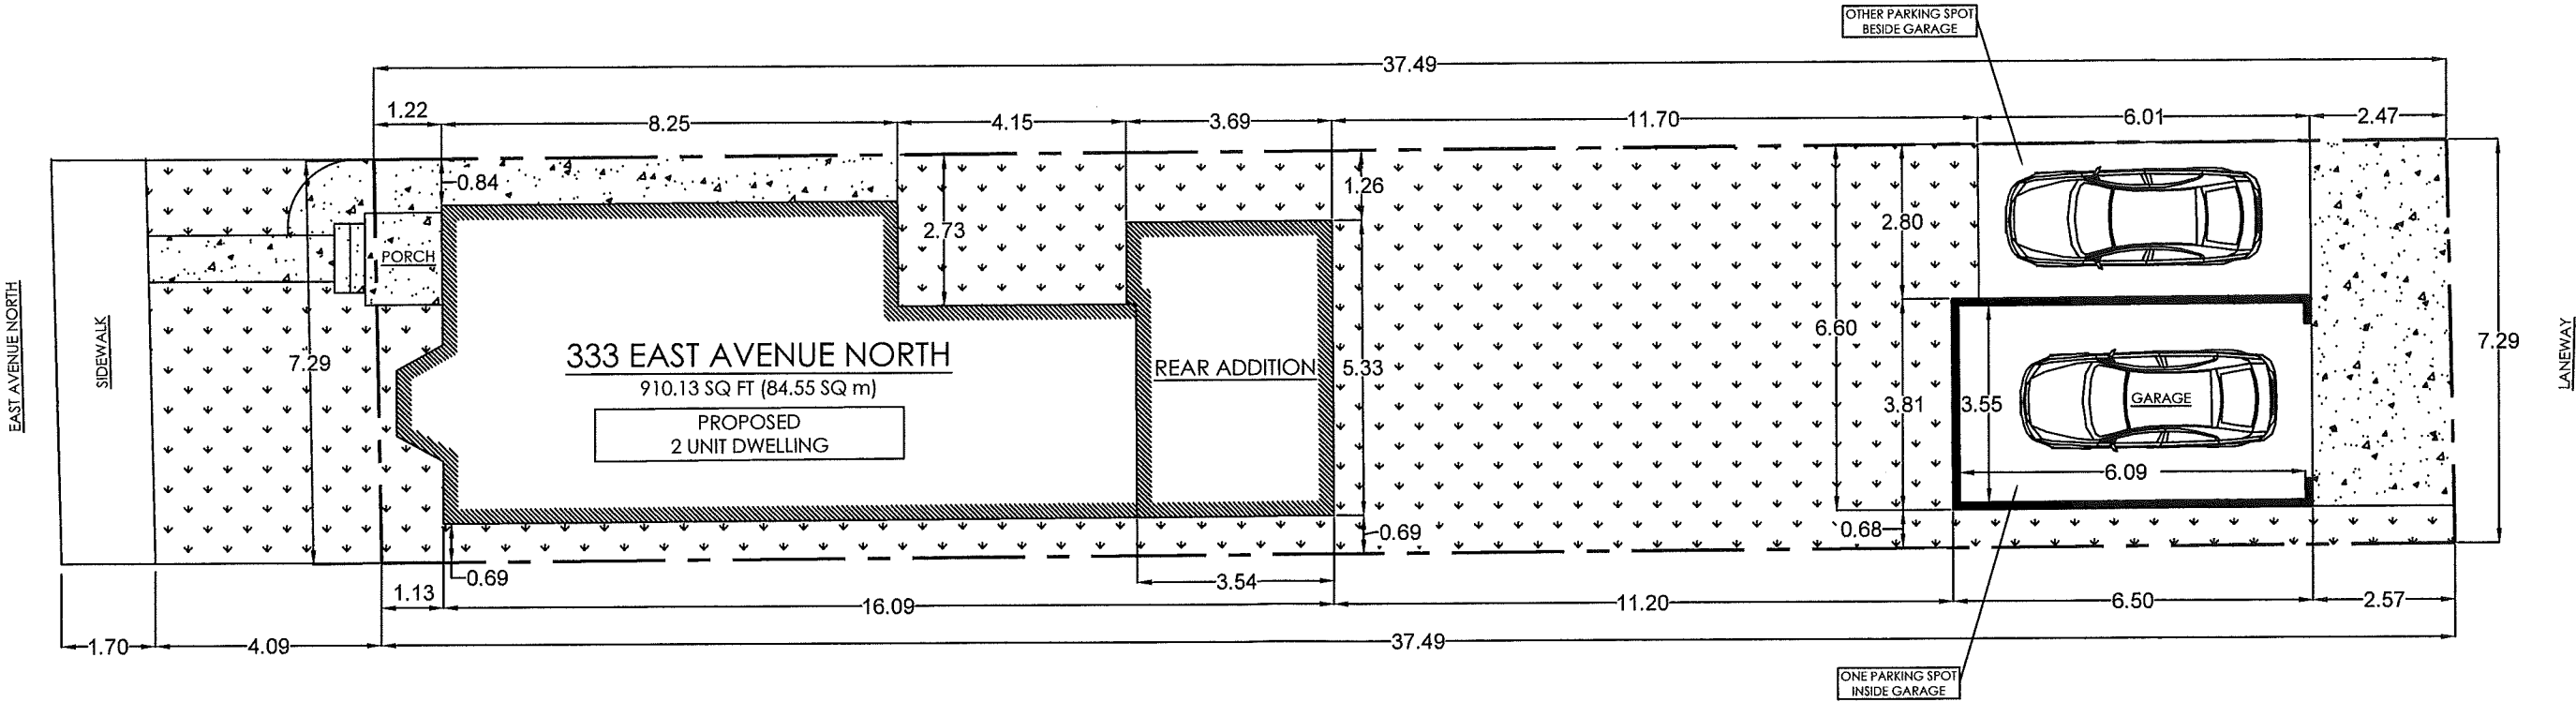 OTHER PARKING SPOT
BESIDE GARAGE
37.49
1.22
8.25
4.15
3.69
11.70
6.01
2.47
0.84
1.26
2.73
2.80
PORCH
EAST AVENUE NORTH
SIDEWALK
7.29
333 EAST AVENUE NORTH
910.13 SQ FT (84.55 SQ m)
PROPOSED
2 UNIT DWELLING
REAR ADDITION
5.33
6.60
3.81
3.55
GARAGE
6.09
7.29
LANEWAY
0.69
0.69
0.68
1.13
16.09
3.54
11.20
6.50
2.57
1.70
4.09
37.49
ONE PARKING SPOT
INSIDE GARAGE